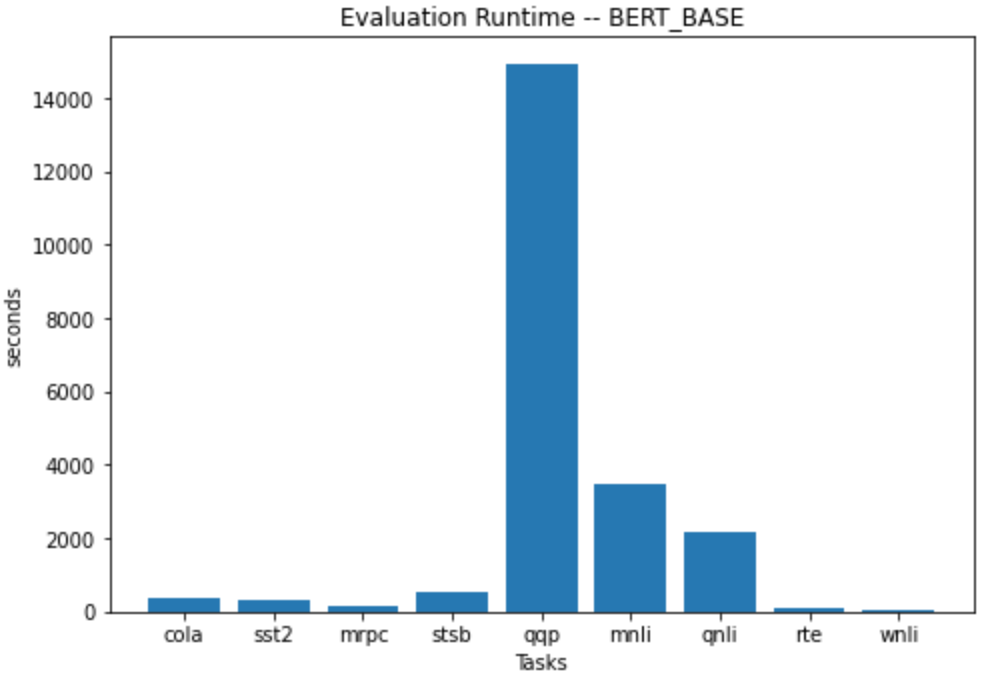 Evaluation Runtime -- BERT_BASE
14000
12000
10000
8000
6000
4000
2000
0
seconds
cola sst2 mrpc stsb qqp mnli qnli rte wnli
Tasks